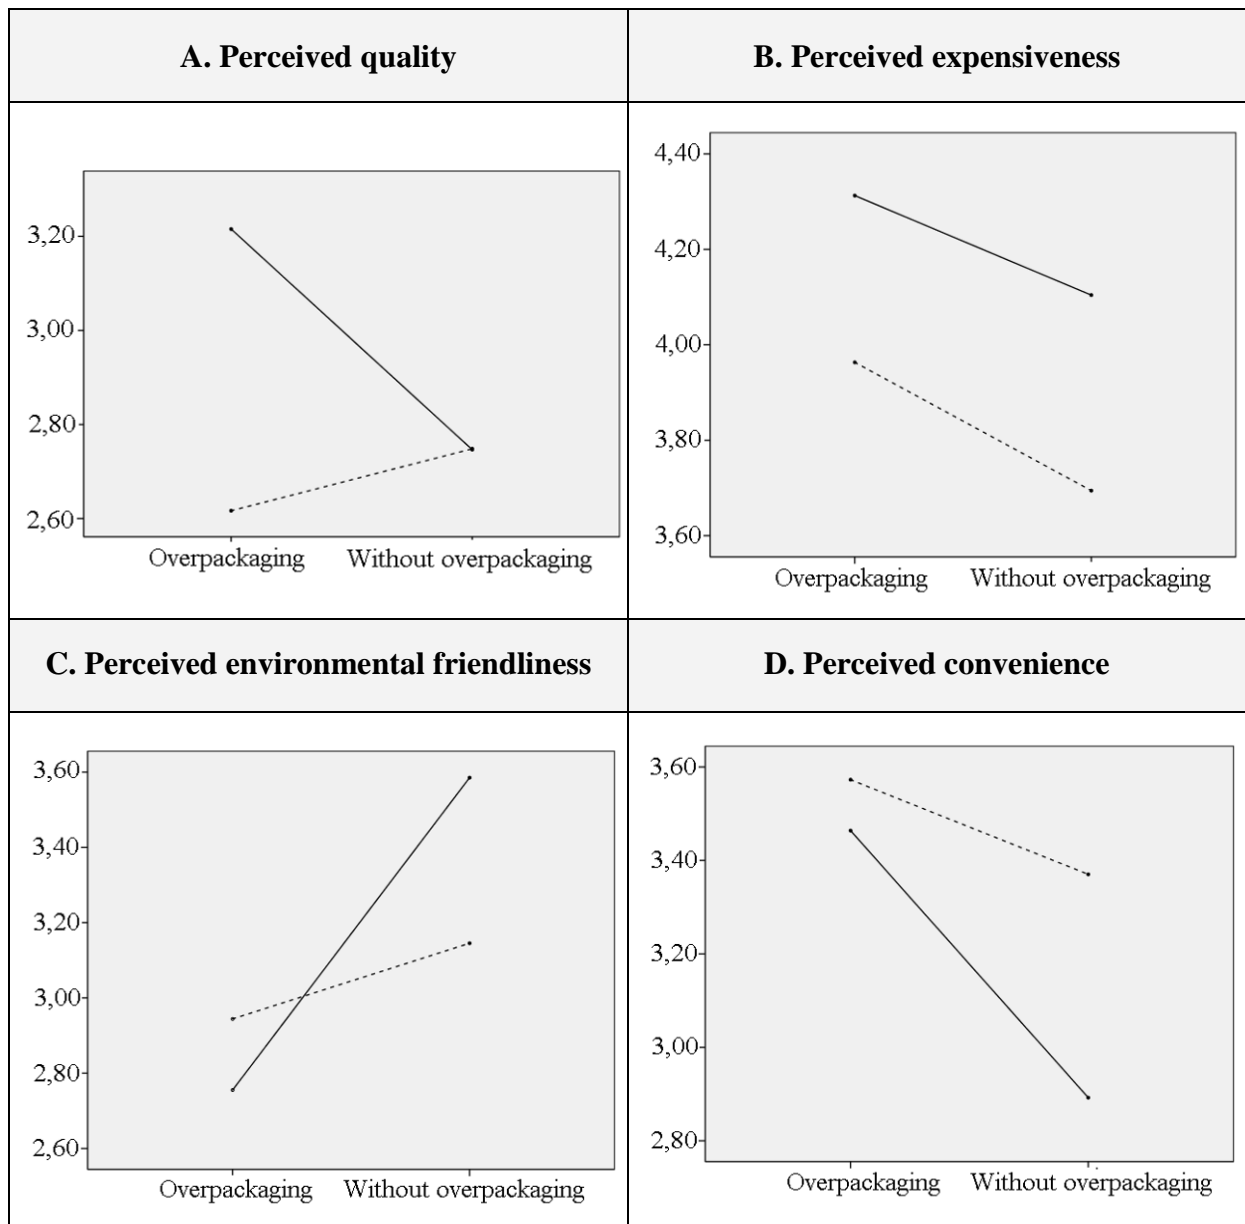 A. Perceived quality
B. Perceived expensiveness
3,20
3,00
2,80
2,60
Overpackaging
Without overpackaging
4,40
4,20
4,00
3,80
3,60
Overpackaging
Without overpackaging
C. Perceived environmental friendliness
D. Perceived convenience
3,60
3,40
3,20
3,00
2,80
2,60
Overpackaging
Without overpackaging
3,60
3,40
3,20
3,00
2,80
Overpackaging
Without overpackaging